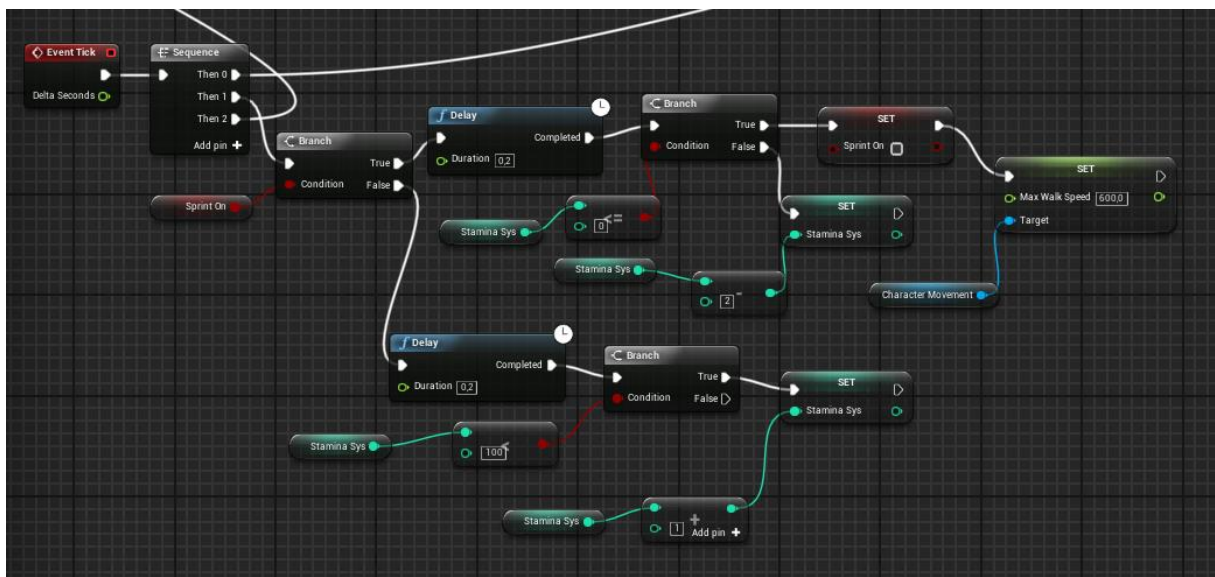 Event Tick
Delta Seconds
Sequence
Then 0
Then 1
Then 2
Add pin +
Sprint On
Branch
True
Condition
False
f Delay
Completed
Duration 0,2
Branch
True
Condition
False
SET
Sprint On
SET
Max Walk Speed 600,0
Target
Character Movement
Stamina Sys
0 <=
SET
Stamina Sys
Stamina Sys
2 -
f Delay
Completed
Duration 0,2
Branch
True
Condition
False
SET
Stamina Sys
Stamina Sys
100 <
Stamina Sys
1 +
Add pin +